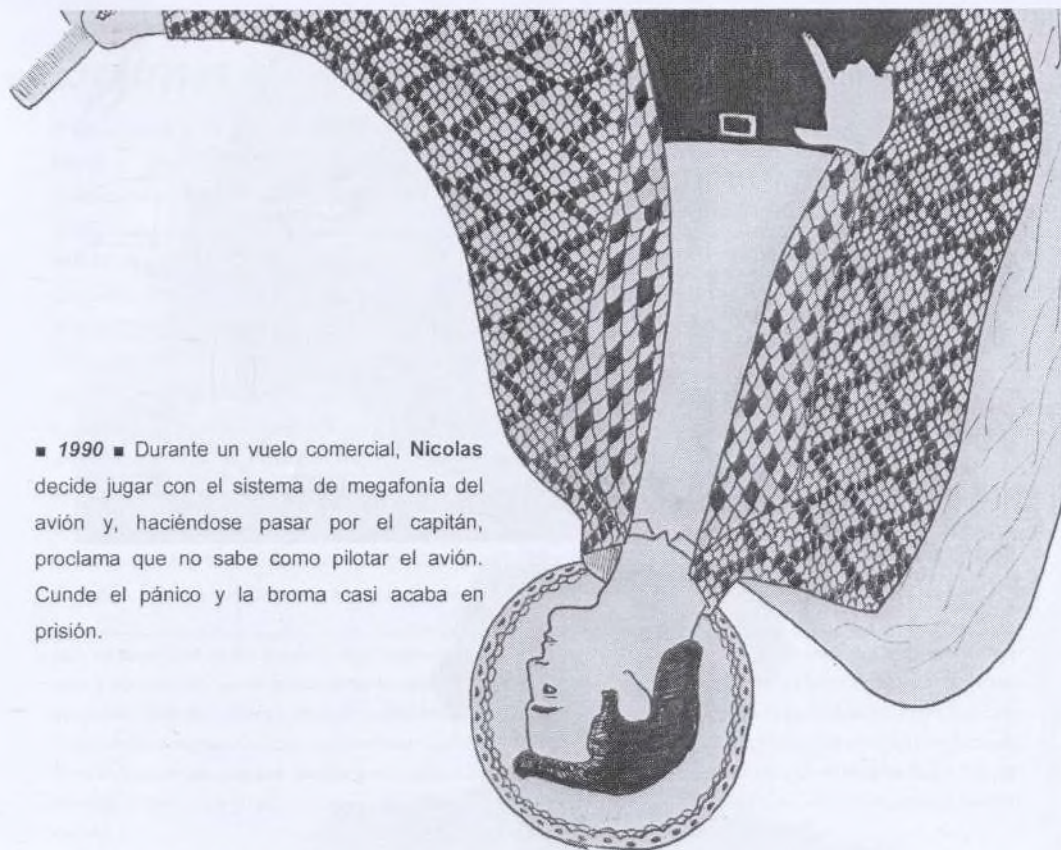 ■ 1990 ■ Durante un vuelo comercial, Nicolas
decide jugar con el sistema de megafonía del
avión y, haciéndose pasar por el capitán,
proclama que no sabe como pilotar el avión.
Cunde el pánico y la broma casi acaba en
prisión.